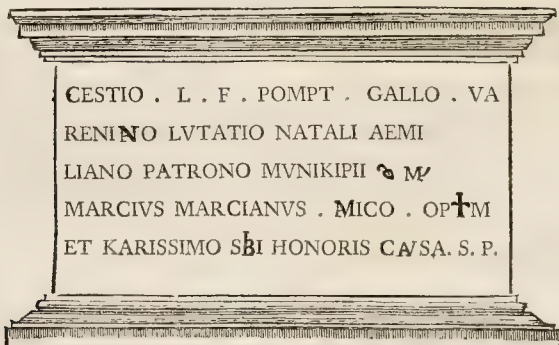 CESTIO . L . F . POMPT . GALLO . VA
RENINO LVTATIO NATALI AEMI
LIANO PATRONO MVNIKIPII M
MARCIVS MARCIANVS . MICO . OPTM
ET KARISSIMO SIBI HONORIS CAVSA. S. P.